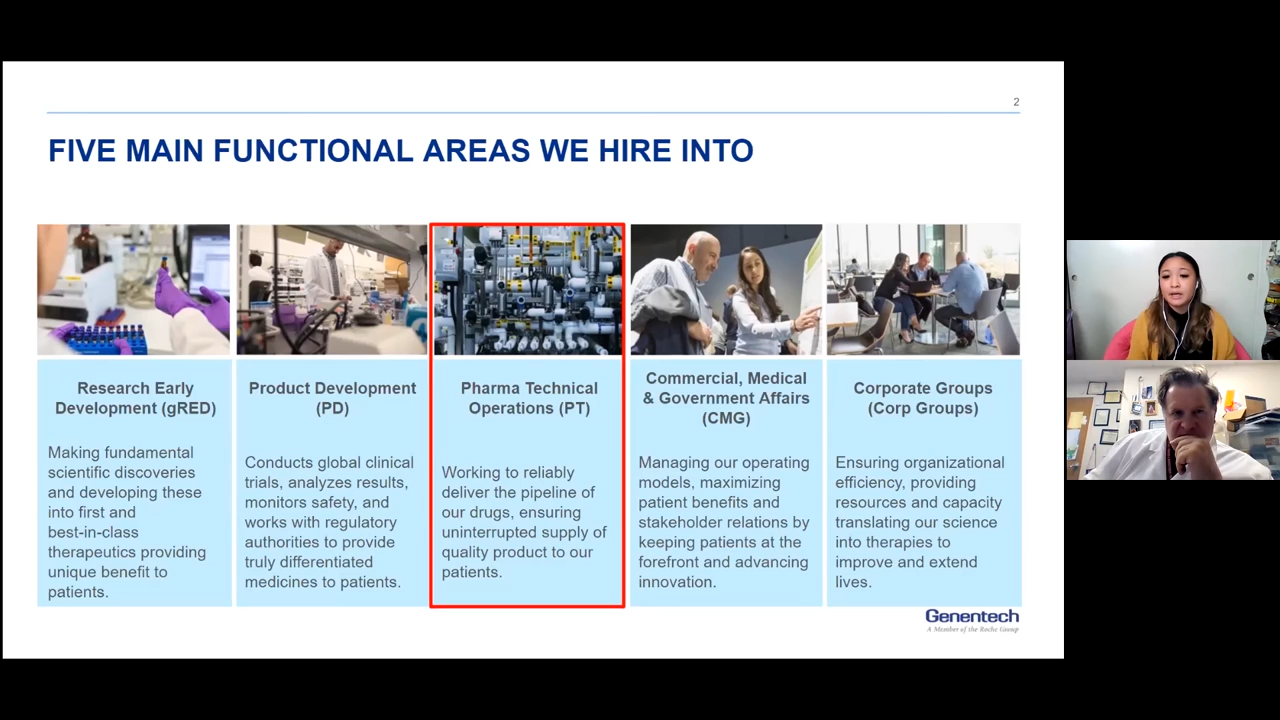 2
FIVE MAIN FUNCTIONAL AREAS WE HIRE INTO
Research Early
Development (gRED)
Making fundamental
scientific discoveries
and developing these
into first and
best-in-class
therapeutics providing
unique benefit to
patients.
Product Development
(PD)
Conducts global clinical
trials, analyzes results,
monitors safety, and
works with regulatory
authorities to provide
truly differentiated
medicines to patients.
Pharma Technical
Operations (PT)
Working to reliably
deliver the pipeline of
our drugs, ensuring
uninterrupted supply of
quality product to our
patients.
Commercial, Medical
& Government Affairs
(CMG)
Managing our operating
models, maximizing
patient benefits and
stakeholder relations by
keeping patients at the
forefront and advancing
innovation.
Corporate Groups
(Corp Groups)
Ensuring organizational
efficiency, providing
resources and capacity
translating our science
into therapies to
improve and extend
lives.
Genentech
A Member of the Roche Group